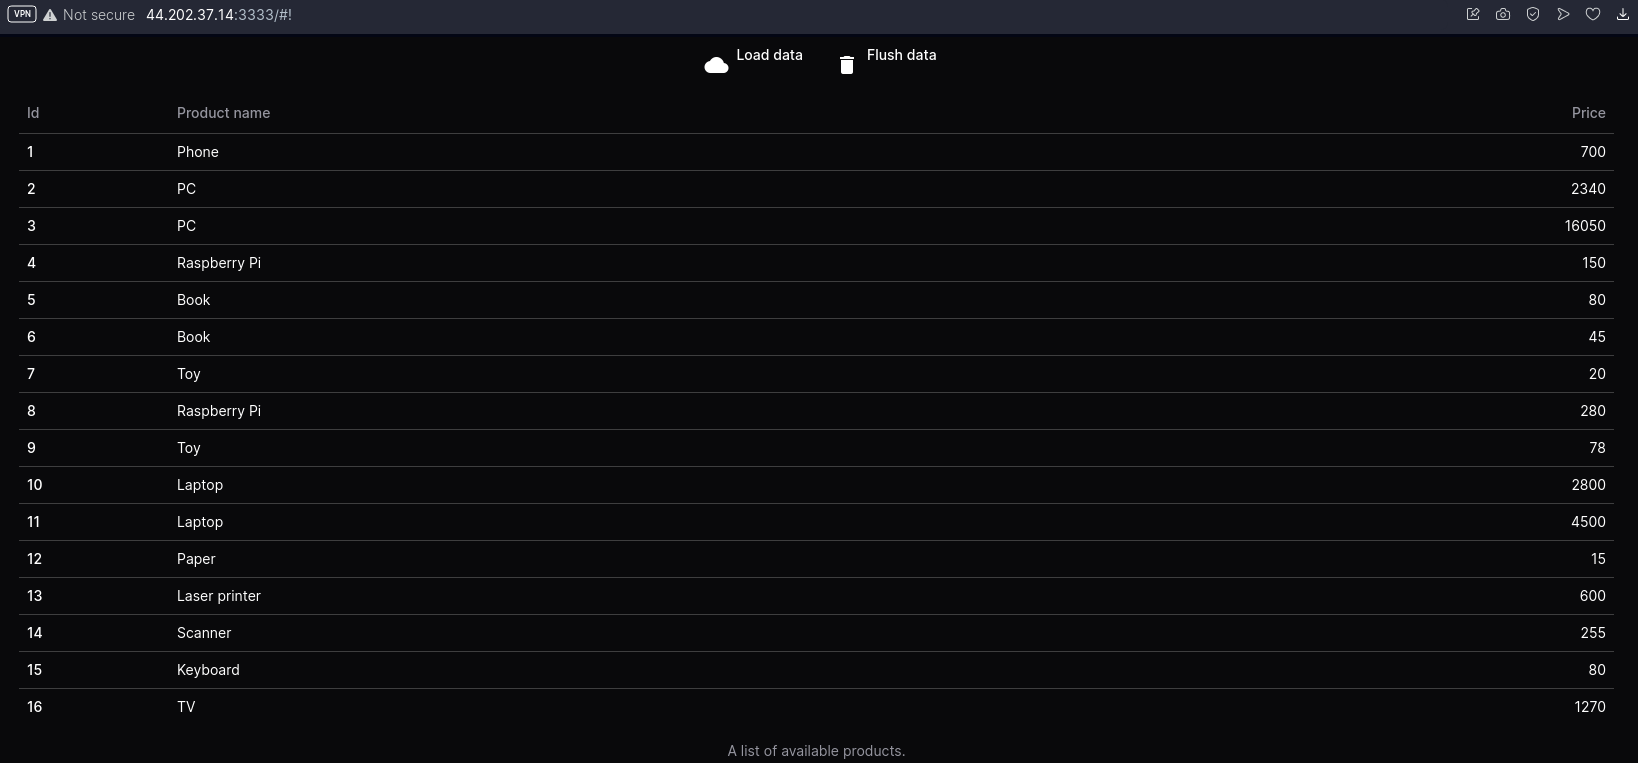 VPN Not secure 44.202.37.14:3333/#!
Load data Flush data
Id Product name Price
1 Phone 700
2 PC 2340
3 PC 16050
4 Raspberry Pi 150
5 Book 80
6 Book 45
7 Toy 20
8 Raspberry Pi 280
9 Toy 78
10 Laptop 2800
11 Laptop 4500
12 Paper 15
13 Laser printer 600
14 Scanner 255
15 Keyboard 80
16 TV 1270
A list of available products.